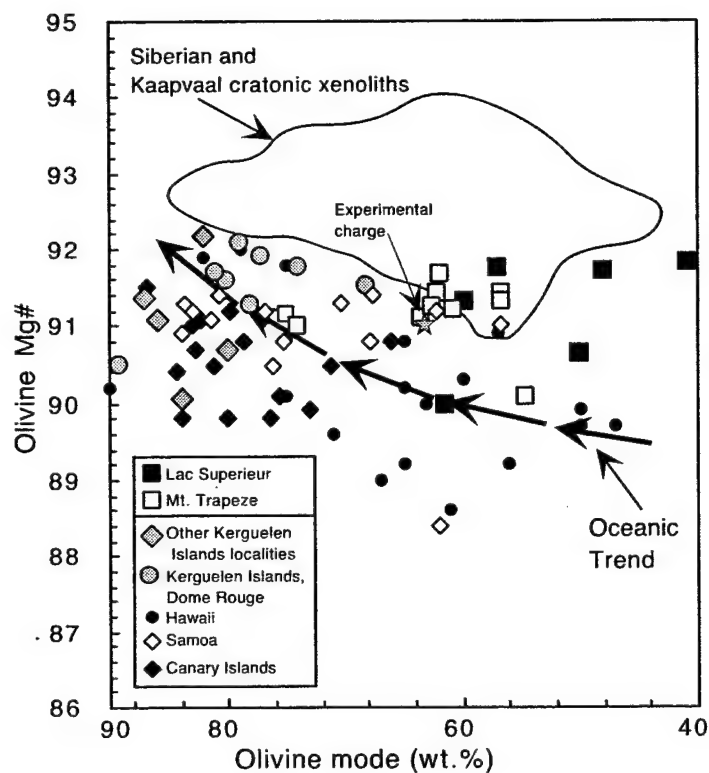 95
94
93
92
91
90
89
88
87
86
Olivine Mg#
Siberian and
Kaapvaal cratonic xenoliths
Experimental
charge
Oceanic
Trend
Lac Superieur
Mt. Trapeze
Other Kerguelen
Islands localities
Kerguelen Islands,
Dome Rouge
Hawaii
Samoa
Canary Islands
90 80 60 40
Olivine mode (wt.%)